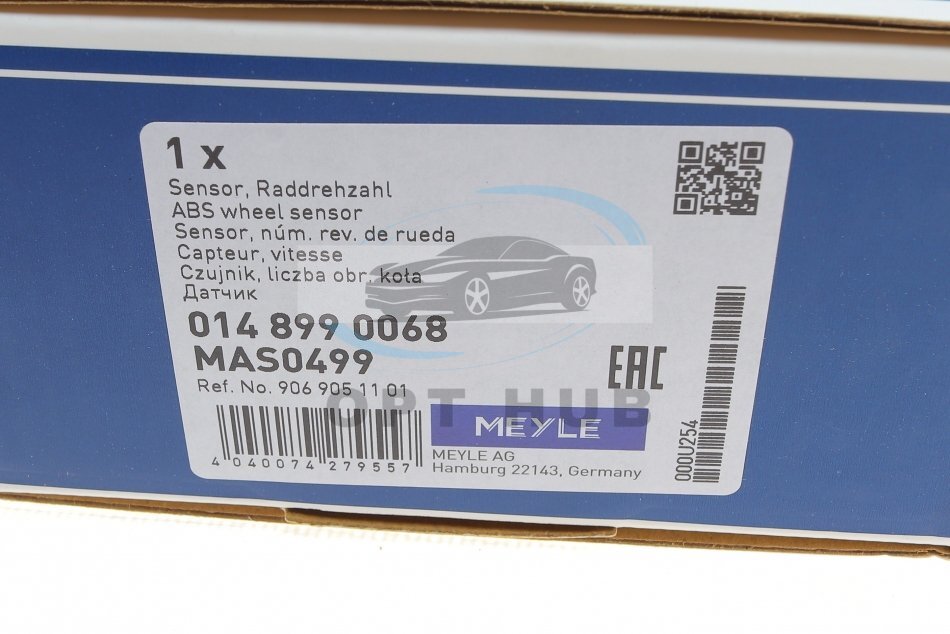 1 x
Sensor, Raddrehzahl
ABS wheel sensor
Sensor, núm. rev. de rueda
Capteur, vitesse
Czujnik, liczba obr. koła
Датчик
014 899 0068
MAS0499
Ref. No. 906 905 11 01
EAC
OPT HUB
MEYLE
4 040074 279557
MEYLE AG
Hamburg 22143, Germany
000U254